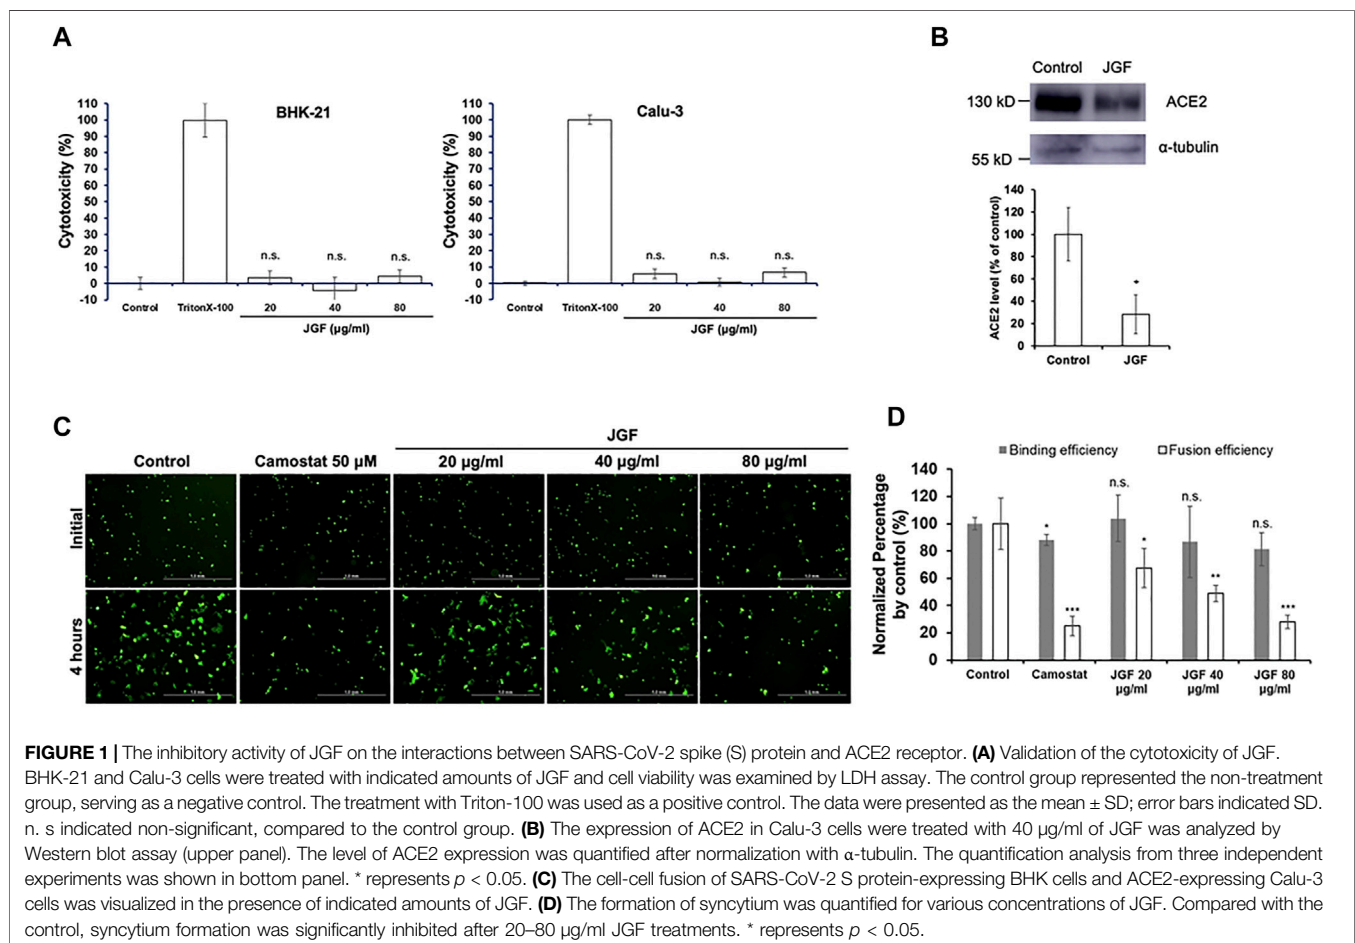 A
BHK-21
Cytotoxicity (%)
110
100
90
80
70
60
50
40
30
20
10
0
-10
n.s.
n.s.
n.s.
Control
TritonX-100
20
40
80
JGF (µg/ml)
Calu-3
Cytotoxicity (%)
110
100
90
80
70
60
50
40
30
20
10
0
-10
n.s.
n.s.
n.s.
Control
TritonX-100
20
40
80
JGF (µg/ml)
B
Control JGF
130 kD
ACE2
α-tubulin
55 kD
ACE2 level (% of control)
140
120
100
80
60
40
20
0
*
Control
JGF
C
JGF
Control
Camostat 50 µM
20 µg/ml
40 µg/ml
80 µg/ml
Initial
4 hours
D
Binding efficiency
Fusion efficiency
Normalized Percentage
by control (%)
140
120
100
80
60
40
20
0
*
***
n.s.
*
n.s.
**
n.s.
***
Control
Camostat
JGF 20
µg/ml
JGF 40
µg/ml
JGF 80
µg/ml
FIGURE 1 | The inhibitory activity of JGF on the interactions between SARS-CoV-2 spike (S) protein and ACE2 receptor. (A) Validation of the cytotoxicity of JGF.
BHK-21 and Calu-3 cells were treated with indicated amounts of JGF and cell viability was examined by LDH assay. The control group represented the non-treatment
group, serving as a negative control. The treatment with Triton-100 was used as a positive control. The data were presented as the mean ± SD; error bars indicated SD.
n. s indicated non-significant, compared to the control group. (B) The expression of ACE2 in Calu-3 cells were treated with 40 µg/ml of JGF was analyzed by
Western blot assay (upper panel). The level of ACE2 expression was quantified after normalization with α-tubulin. The quantification analysis from three independent
experiments was shown in bottom panel. * represents p < 0.05. (C) The cell-cell fusion of SARS-CoV-2 S protein-expressing BHK cells and ACE2-expressing Calu-3
cells was visualized in the presence of indicated amounts of JGF. (D) The formation of syncytium was quantified for various concentrations of JGF. Compared with the
control, syncytium formation was significantly inhibited after 20–80 µg/ml JGF treatments. * represents p < 0.05.